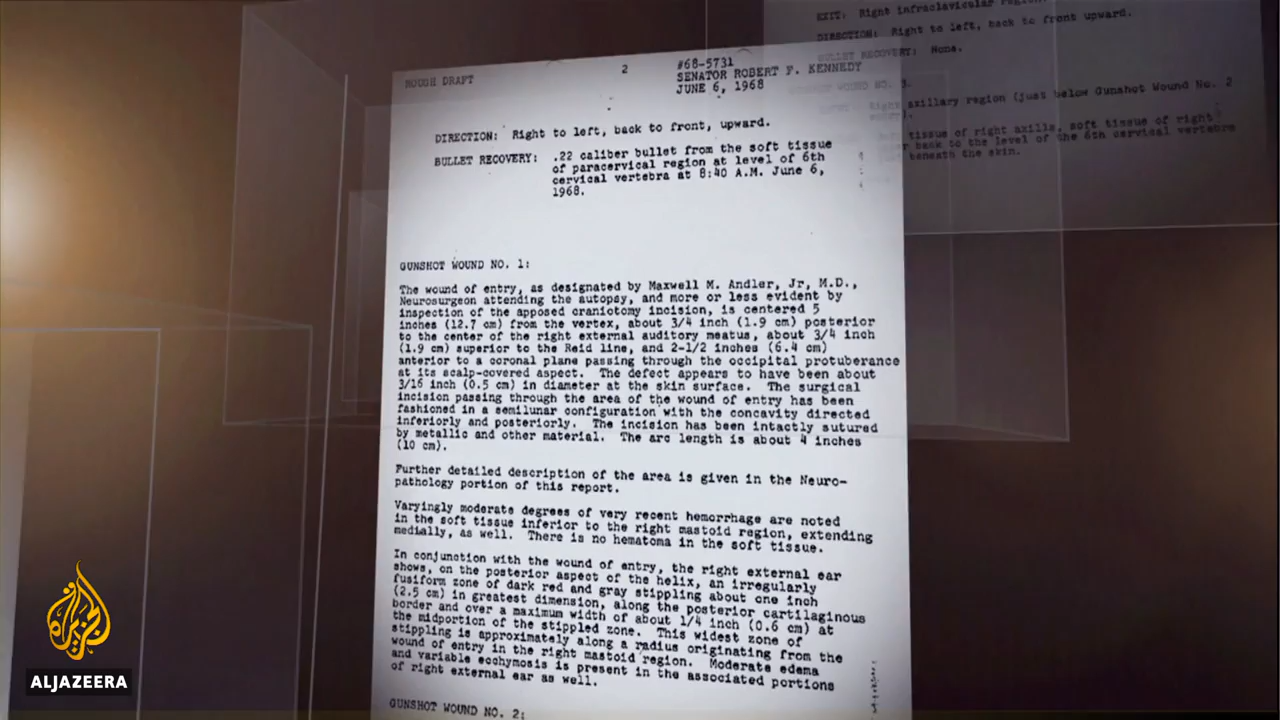 EXIT: Right infraclavicular region.
DIRECTION: Right to left, back to front upward.
BULLET RECOVERY: None.
GUNSHOT WOUND NO. 3.
Right axillary region (just below Gunshot Wound No. 2
tissue of right axilla, soft tissue of right
back to the level of the 6th cervical vertebra
beneath the skin.
ROUGH DRAFT
2
#68-5731
SENATOR ROBERT F. KENNEDY
JUNE 6, 1968
DIRECTION: Right to left, back to front, upward.
BULLET RECOVERY: .22 caliber bullet from the soft tissue
of paracervical region at level of 6th
cervical vertebra at 8:40 A.M. June 6,
1968.
GUNSHOT WOUND NO. 1:
The wound of entry, as designated by Maxwell M. Andler, Jr, M.D.,
Neurosurgeon attending the autopsy, and more or less evident by
inspection of the apposed craniotomy incision, is centered 5
inches (12.7 cm) from the vertex, about 3/4 inch (1.9 cm) posterior
to the center of the right external auditory meatus, about 3/4 inch
(1.9 cm) superior to the Reid line, and 2-1/2 inches (6.4 cm)
anterior to a coronal plane passing through the occipital protuberance
at its scalp-covered aspect. The defect appears to have been about
3/16 inch (0.5 cm) in diameter at the skin surface. The surgical
incision passing through the area of the wound of entry has been
fashioned in a semilunar configuration with the concavity directed
inferiorly and posteriorly. The incision has been intactly sutured
by metallic and other material. The arc length is about 4 inches
(10 cm).
Further detailed description of the area is given in the Neuro-
pathology portion of this report.
Varyingly moderate degrees of very recent hemorrhage are noted
in the soft tissue inferior to the right mastoid region, extending
medially, as well. There is no hematoma in the soft tissue.
In conjunction with the wound of entry, the right external ear
shows, on the posterior aspect of the helix, an irregularly
fusiform zone of dark red and gray stippling about one inch
(2.5 cm) in greatest dimension, along the posterior cartilaginous
border and over a maximum width of about 1/4 inch (0.6 cm) at
the midportion of the stippled zone. This widest zone of
stippling is approximately along a radius originating from the
wound of entry in the right mastoid region. Moderate edema
and variable ecchymosis is present in the associated portions
of right external ear as well.
GUNSHOT WOUND NO. 2:
الجزيرة
ALJAZEERA